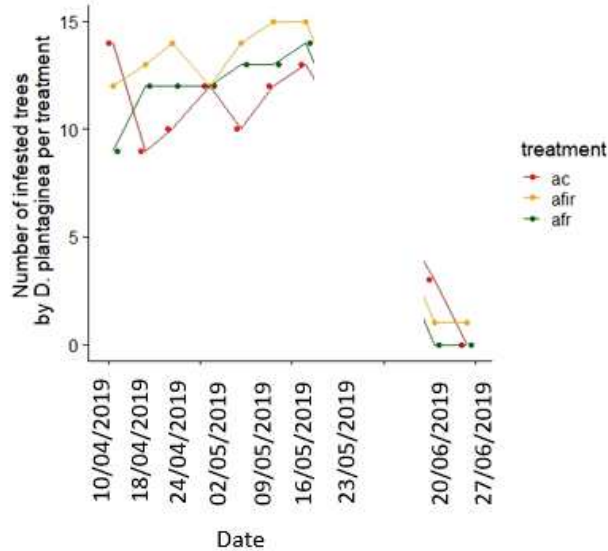 Number of infested trees
by D. plantaginea per treatment
15
10
5
0
10/04/2019
18/04/2019
24/04/2019
02/05/2019
09/05/2019
16/05/2019
23/05/2019
20/06/2019
27/06/2019
Date
treatment
ac
afir
afr